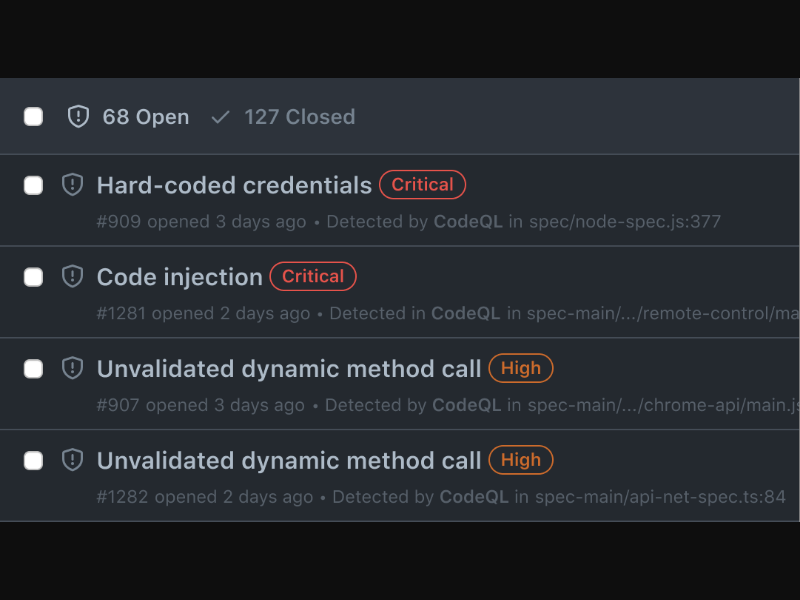 68 Open 127 Closed
Hard-coded credentials Critical
#909 opened 3 days ago • Detected by CodeQL in spec/node-spec.js:377
Code injection Critical
#1281 opened 2 days ago • Detected in CodeQL in spec-main/.../remote-control/ma
Unvalidated dynamic method call High
#907 opened 3 days ago • Detected by CodeQL in spec-main/.../chrome-api/main.js
Unvalidated dynamic method call High
#1282 opened 2 days ago • Detected by CodeQL in spec-main/api-net-spec.ts:84